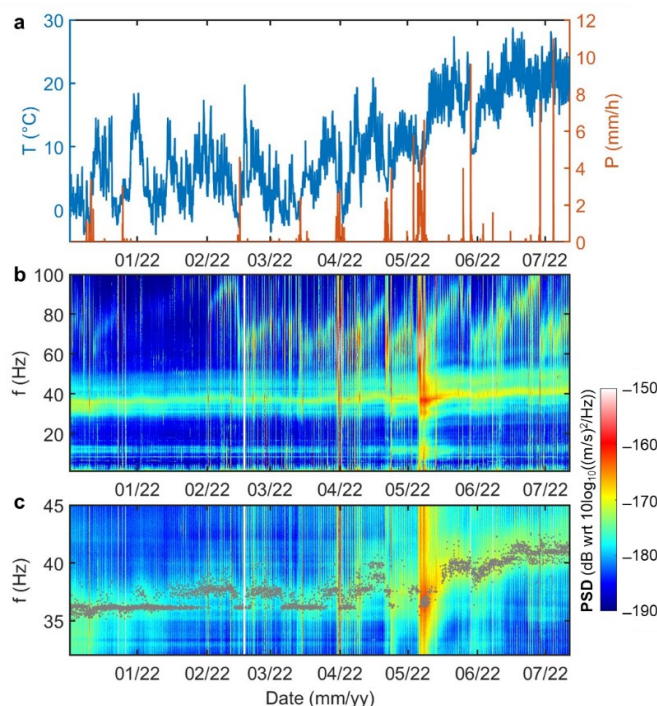 a
30
20
10
0
T (°C)
12
10
8
6
4
2
0
P (mm/h)
01/22 02/22 03/22 04/22 05/22 06/22 07/22
b
100
80
60
40
20
f (Hz)
01/22 02/22 03/22 04/22 05/22 06/22 07/22
c
45
40
35
f (Hz)
01/22 02/22 03/22 04/22 05/22 06/22 07/22
Date (mm/yy)
−150
−160
−170
−180
−190
PSD (dB wrt 10log₁₀((m/s)²/Hz))